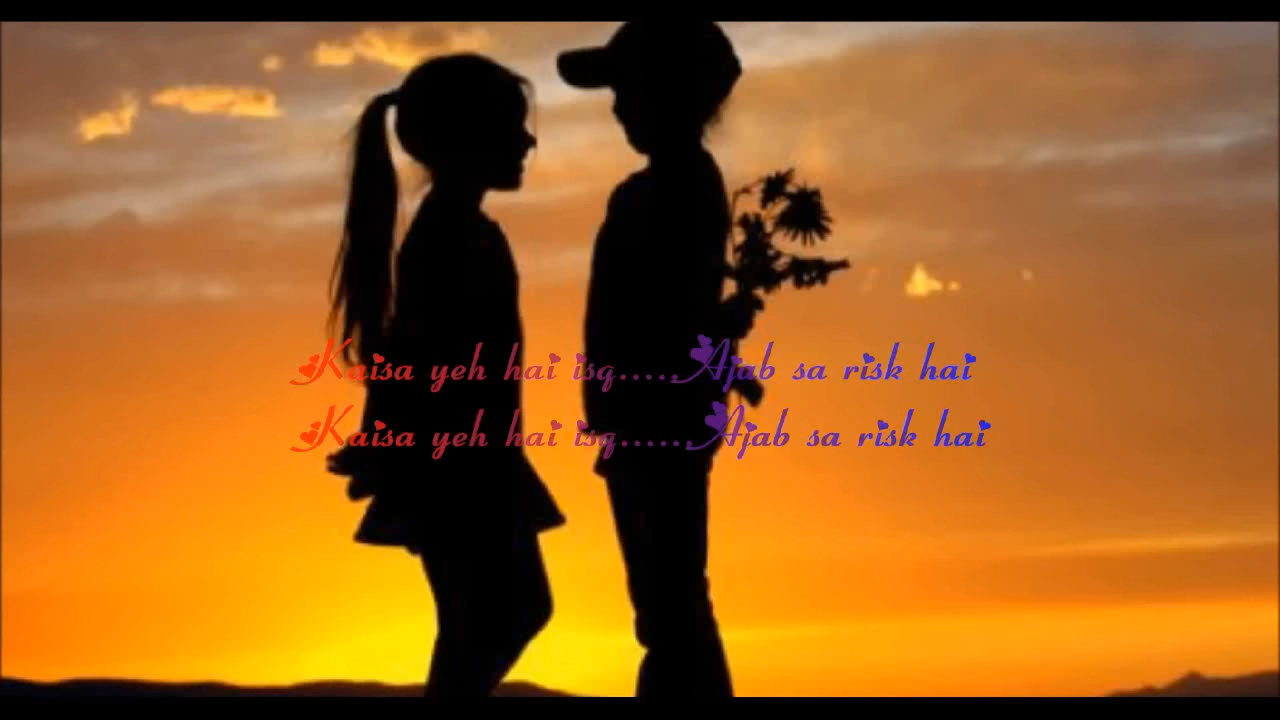 Kaisa yeh hai isq.....Ajab sa risk hai
Kaisa yeh hai isq......Ajab sa risk hai